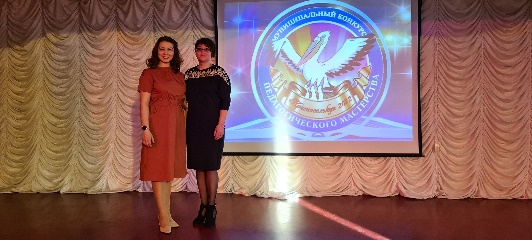 МУНИЦИПАЛЬНЫЙ КОНКУРС
ПЕДАГОГИЧЕСКОГО МАСТЕРСТВА